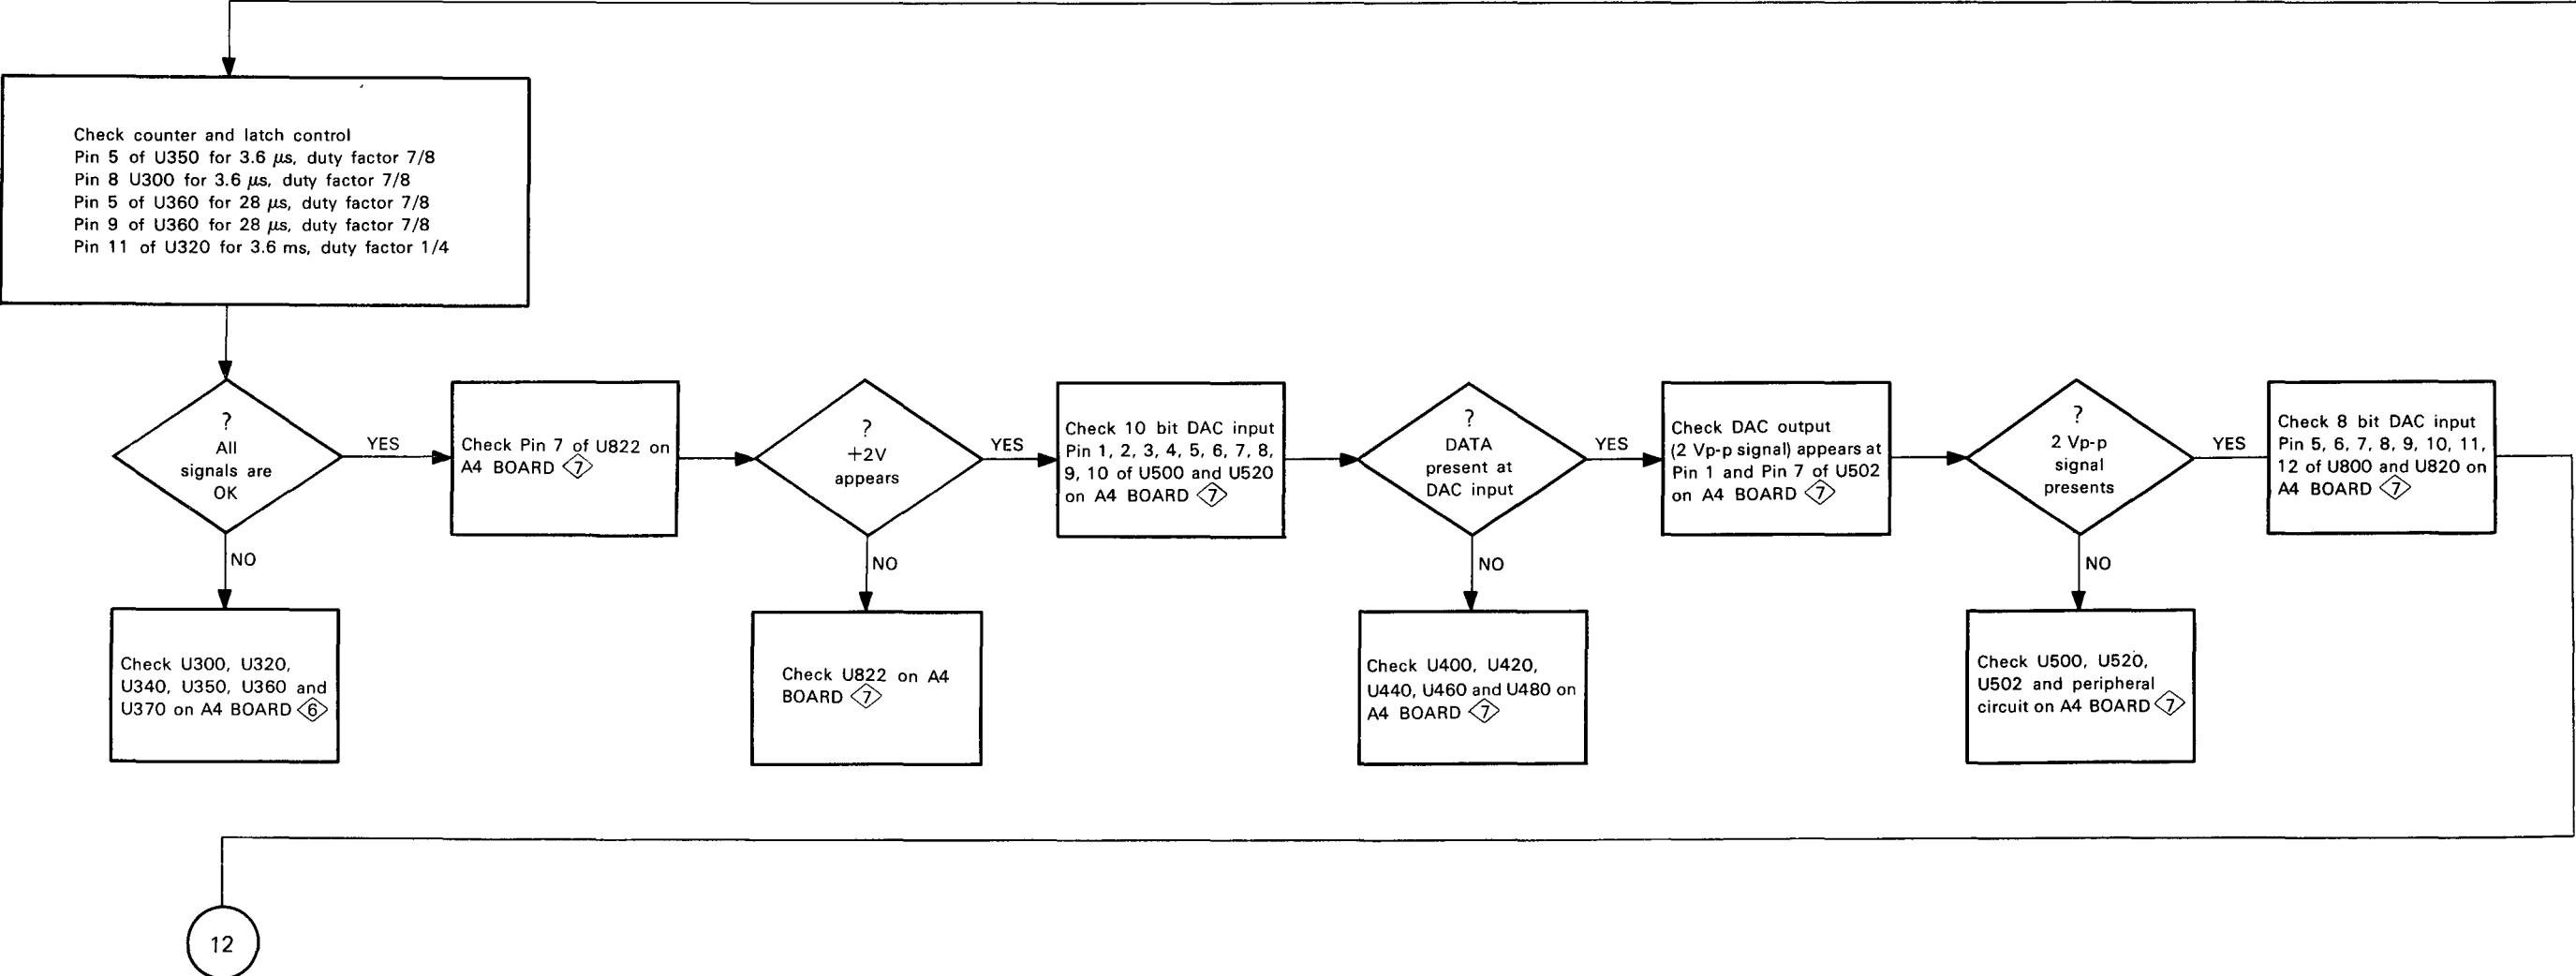 Check counter and latch control
Pin 5 of U350 for 3.6 μs, duty factor 7/8
Pin 8 U300 for 3.6 μs, duty factor 7/8
Pin 5 of U360 for 28 μs, duty factor 7/8
Pin 9 of U360 for 28 μs, duty factor 7/8
Pin 11 of U320 for 3.6 ms, duty factor 1/4
?
All
signals are
OK
YES
NO
Check U300, U320,
U340, U350, U360 and
U370 on A4 BOARD 6
Check Pin 7 of U822 on
A4 BOARD 7
?
+2V
appears
YES
NO
Check U822 on A4
BOARD 7
Check 10 bit DAC input
Pin 1, 2, 3, 4, 5, 6, 7, 8,
9, 10 of U500 and U520
on A4 BOARD 7
?
DATA
present at
DAC input
YES
NO
Check U400, U420,
U440, U460 and U480 on
A4 BOARD 7
Check DAC output
(2 Vp-p signal) appears at
Pin 1 and Pin 7 of U502
on A4 BOARD 7
?
2 Vp-p
signal
presents
YES
NO
Check U500, U520,
U502 and peripheral
circuit on A4 BOARD 7
Check 8 bit DAC input
Pin 5, 6, 7, 8, 9, 10, 11,
12 of U800 and U820 on
A4 BOARD 7
12